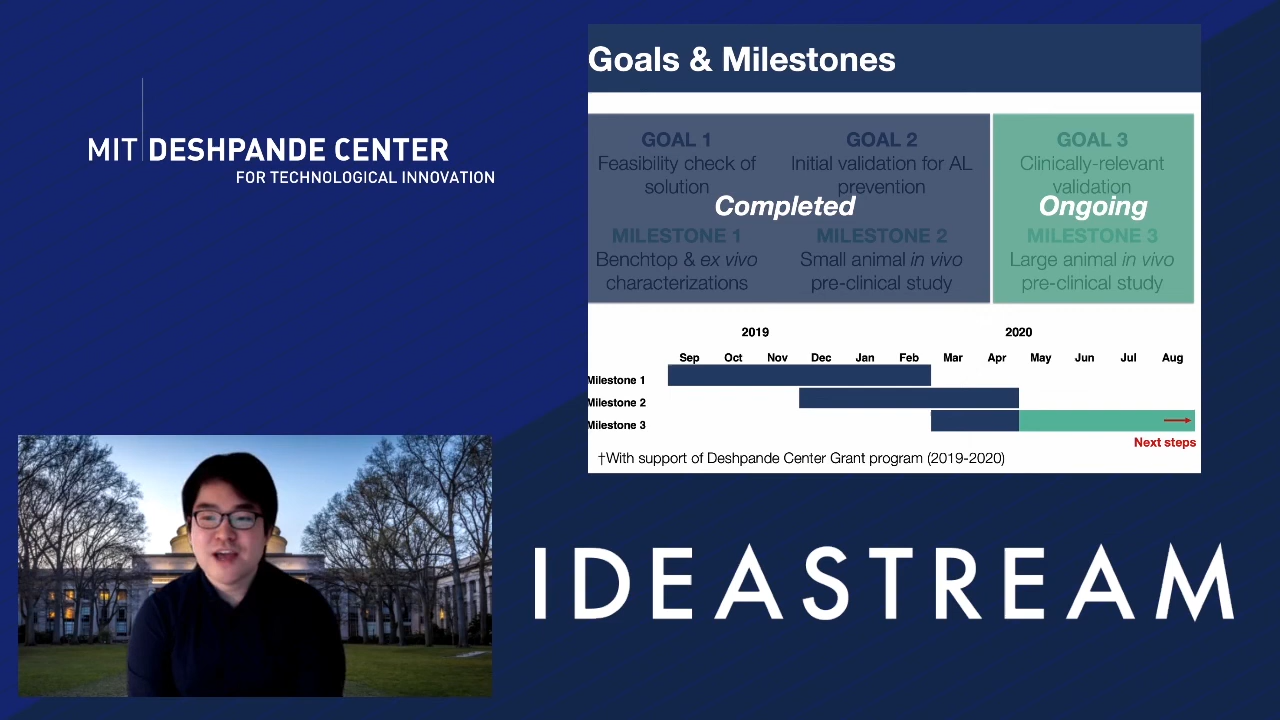 MIT DESHPANDE CENTER
FOR TECHNOLOGICAL INNOVATION
Goals & Milestones
GOAL 1
Feasibility check of
solution
GOAL 2
Initial validation for AL
prevention
GOAL 3
Clinically-relevant
validation
Completed
Ongoing
MILESTONE 1
Benchtop & ex vivo
characterizations
MILESTONE 2
Small animal in vivo
pre-clinical study
MILESTONE 3
Large animal in vivo
pre-clinical study
2019 2020
Sep Oct Nov Dec Jan Feb Mar Apr May Jun Jul Aug
Milestone 1
Milestone 2
Milestone 3
Next steps
†With support of Deshpande Center Grant program (2019-2020)
IDEASTREAM